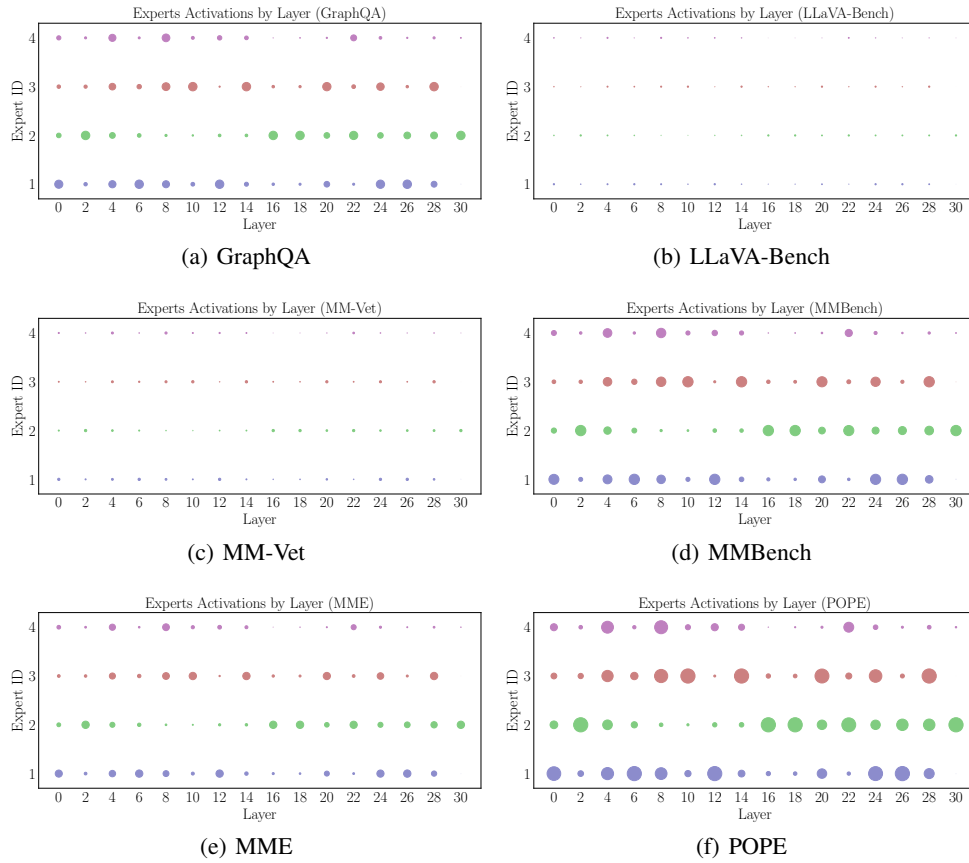 Experts Activations by Layer (GraphQA)
Expert ID
4
3
2
1
0 2 4 6 8 10 12 14 16 18 20 22 24 26 28 30
Layer
(a) GraphQA
Experts Activations by Layer (LLaVA-Bench)
Expert ID
4
3
2
1
0 2 4 6 8 10 12 14 16 18 20 22 24 26 28 30
Layer
(b) LLaVA-Bench
Experts Activations by Layer (MM-Vet)
Expert ID
4
3
2
1
0 2 4 6 8 10 12 14 16 18 20 22 24 26 28 30
Layer
(c) MM-Vet
Experts Activations by Layer (MMBench)
Expert ID
4
3
2
1
0 2 4 6 8 10 12 14 16 18 20 22 24 26 28 30
Layer
(d) MMBench
Experts Activations by Layer (MME)
Expert ID
4
3
2
1
0 2 4 6 8 10 12 14 16 18 20 22 24 26 28 30
Layer
(e) MME
Experts Activations by Layer (POPE)
Expert ID
4
3
2
1
0 2 4 6 8 10 12 14 16 18 20 22 24 26 28 30
Layer
(f) POPE